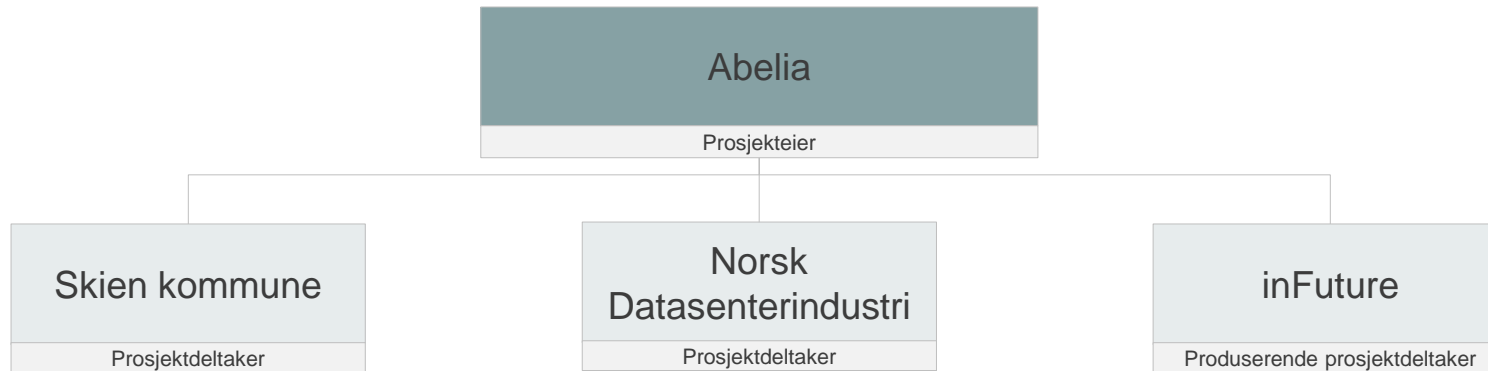 Abelia
Prosjekteier
Skien kommune
Prosjektdeltaker
Norsk
Datasenterindustri
Prosjektdeltaker
inFuture
Produserende prosjektdeltaker